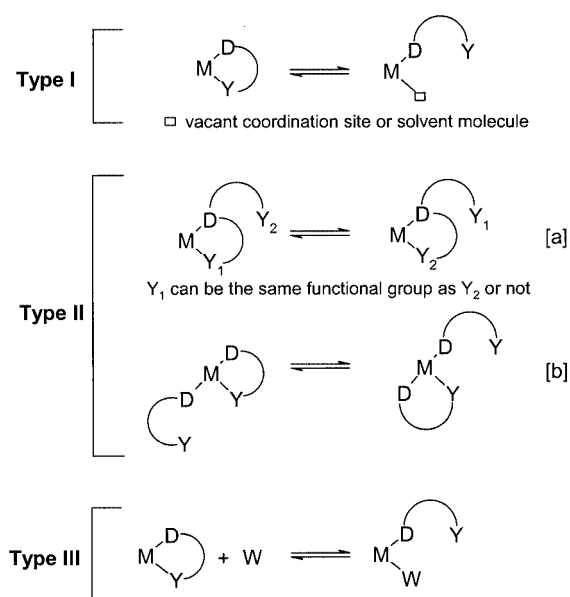 Type I
M D Y ⇌ M D Y □
□ vacant coordination site or solvent molecule
Type II
M D Y₁ Y₂ ⇌ M D Y₂ Y₁ [a]
Y₁ can be the same functional group as Y₂ or not
D Y M D Y ⇌ D Y M D Y [b]
Type III
M D Y + W ⇌ M D Y W